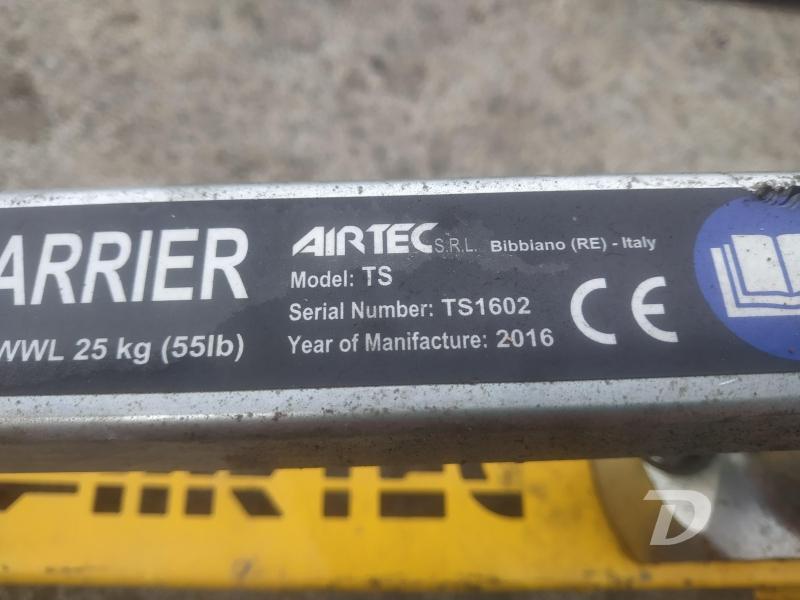 ARRIER
WWL 25 kg (55lb)
AIRTEC S.R.L. Bibbiano (RE) - Italy
Model: TS
Serial Number: TS1602
Year of Manifacture: 2016
CE
AIRTEC
D